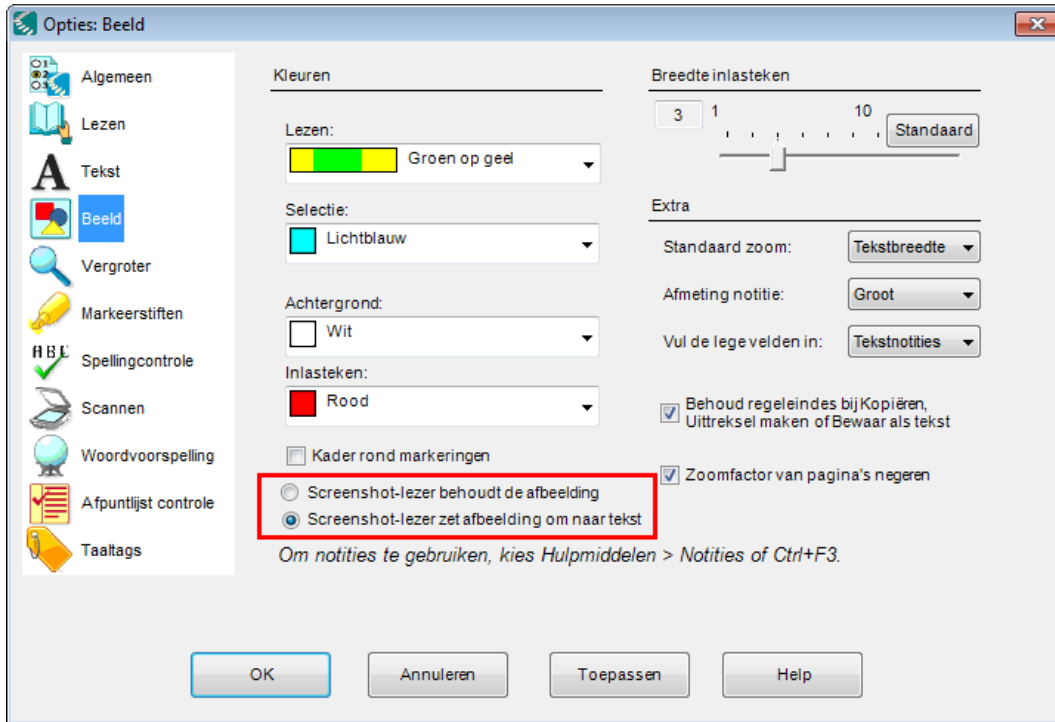 Opties: Beeld
Algemeen
Lezen
Tekst
Beeld
Vergroter
Markeerstiften
Spellingcontrole
Scannen
Woordvoorspelling
Afpuntlijst controle
Taaltags
Kleuren
Lezen:
Groen op geel
Selectie:
Lichtblauw
Achtergrond:
Wit
Inlasteken:
Rood
Kader rond markeringen
Screenshot-lezer behoudt de afbeelding
Screenshot-lezer zet afbeelding om naar tekst
Om notities te gebruiken, kies Hulpmiddelen > Notities of Ctrl+F3.
Breedte inlasteken
3 1 10 Standaard
Extra
Standaard zoom: Tekstbreedte
Afmeting notitie: Groot
Vul de lege velden in: Tekstnotities
Behoud regeleindes bij Kopiëren,
Uittreksel maken of Bewaar als tekst
Zoomfactor van pagina's negeren
OK Annuleren Toepassen Help